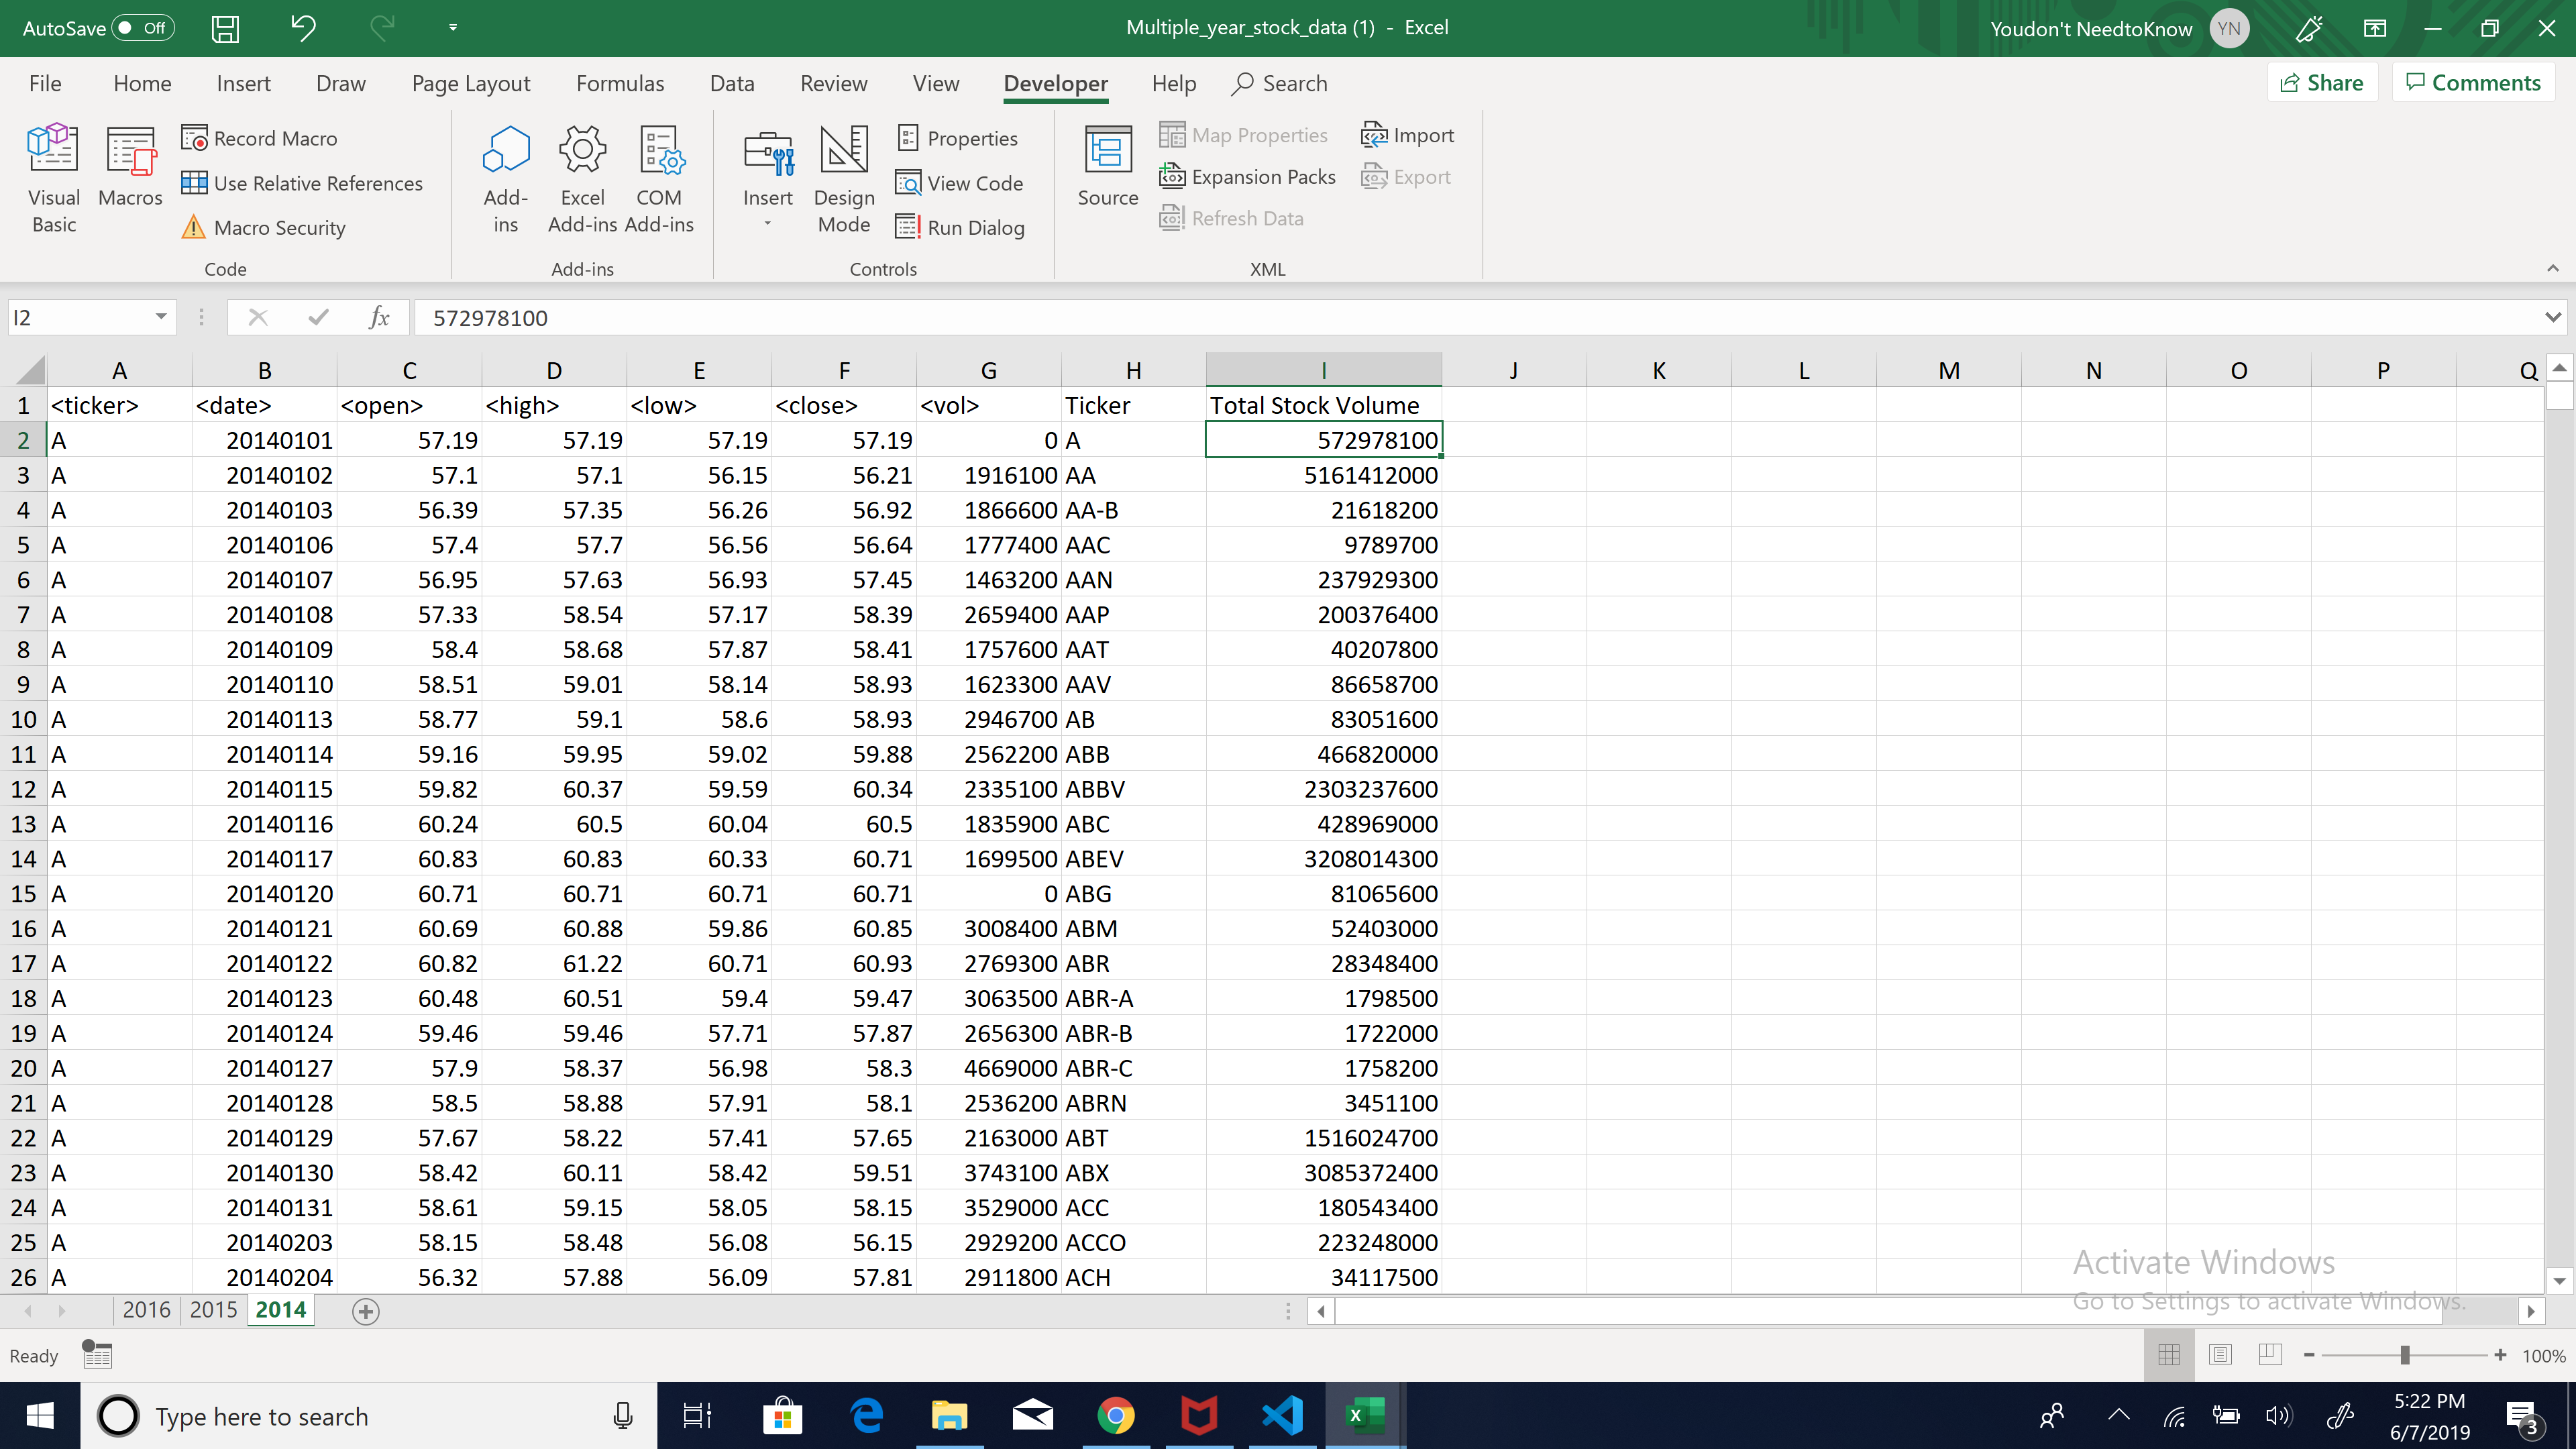 AutoSave Off Multiple_year_stock_data (1) - Excel Youdon't NeedtoKnow YN
File Home Insert Draw Page Layout Formulas Data Review View Developer Help Search Share Comments
Visual Basic
Macros
Record Macro
Use Relative References
Macro Security
Code
Add-ins
Excel Add-ins
COM Add-ins
Add-ins
Insert
Design Mode
Properties
View Code
Run Dialog
Controls
Source
Map Properties
Expansion Packs
Refresh Data
Import
Export
XML
I2 fx 572978100
A B C D E F G H I J K L M N O P Q
1 <ticker> <date> <open> <high> <low> <close> <vol> Ticker Total Stock Volume
2 A 20140101 57.19 57.19 57.19 57.19 0 A 572978100
3 A 20140102 57.1 57.1 56.15 56.21 1916100 AA 5161412000
4 A 20140103 56.39 57.35 56.26 56.92 1866600 AA-B 21618200
5 A 20140106 57.4 57.7 56.56 56.64 1777400 AAC 9789700
6 A 20140107 56.95 57.63 56.93 57.45 1463200 AAN 237929300
7 A 20140108 57.33 58.54 57.17 58.39 2659400 AAP 200376400
8 A 20140109 58.4 58.68 57.87 58.41 1757600 AAT 40207800
9 A 20140110 58.51 59.01 58.14 58.93 1623300 AAV 86658700
10 A 20140113 58.77 59.1 58.6 58.93 2946700 AB 83051600
11 A 20140114 59.16 59.95 59.02 59.88 2562200 ABB 466820000
12 A 20140115 59.82 60.37 59.59 60.34 2335100 ABBV 2303237600
13 A 20140116 60.24 60.5 60.04 60.5 1835900 ABC 428969000
14 A 20140117 60.83 60.83 60.33 60.71 1699500 ABEV 3208014300
15 A 20140120 60.71 60.71 60.71 60.71 0 ABG 81065600
16 A 20140121 60.69 60.88 59.86 60.85 3008400 ABM 52403000
17 A 20140122 60.82 61.22 60.71 60.93 2769300 ABR 28348400
18 A 20140123 60.48 60.51 59.4 59.47 3063500 ABR-A 1798500
19 A 20140124 59.46 59.46 57.71 57.87 2656300 ABR-B 1722000
20 A 20140127 57.9 58.37 56.98 58.3 4669000 ABR-C 1758200
21 A 20140128 58.5 58.88 57.91 58.1 2536200 ABRN 3451100
22 A 20140129 57.67 58.22 57.41 57.65 2163000 ABT 1516024700
23 A 20140130 58.42 60.11 58.42 59.51 3743100 ABX 3085372400
24 A 20140131 58.61 59.15 58.05 58.15 3529000 ACC 180543400
25 A 20140203 58.15 58.48 56.08 56.15 2929200 ACCO 223248000
26 A 20140204 56.32 57.88 56.09 57.81 2911800 ACH 34117500
Activate Windows
Go to Settings to activate Windows.
2016 2015 2014
Ready 100%
Type here to search
5:22 PM
6/7/2019
3